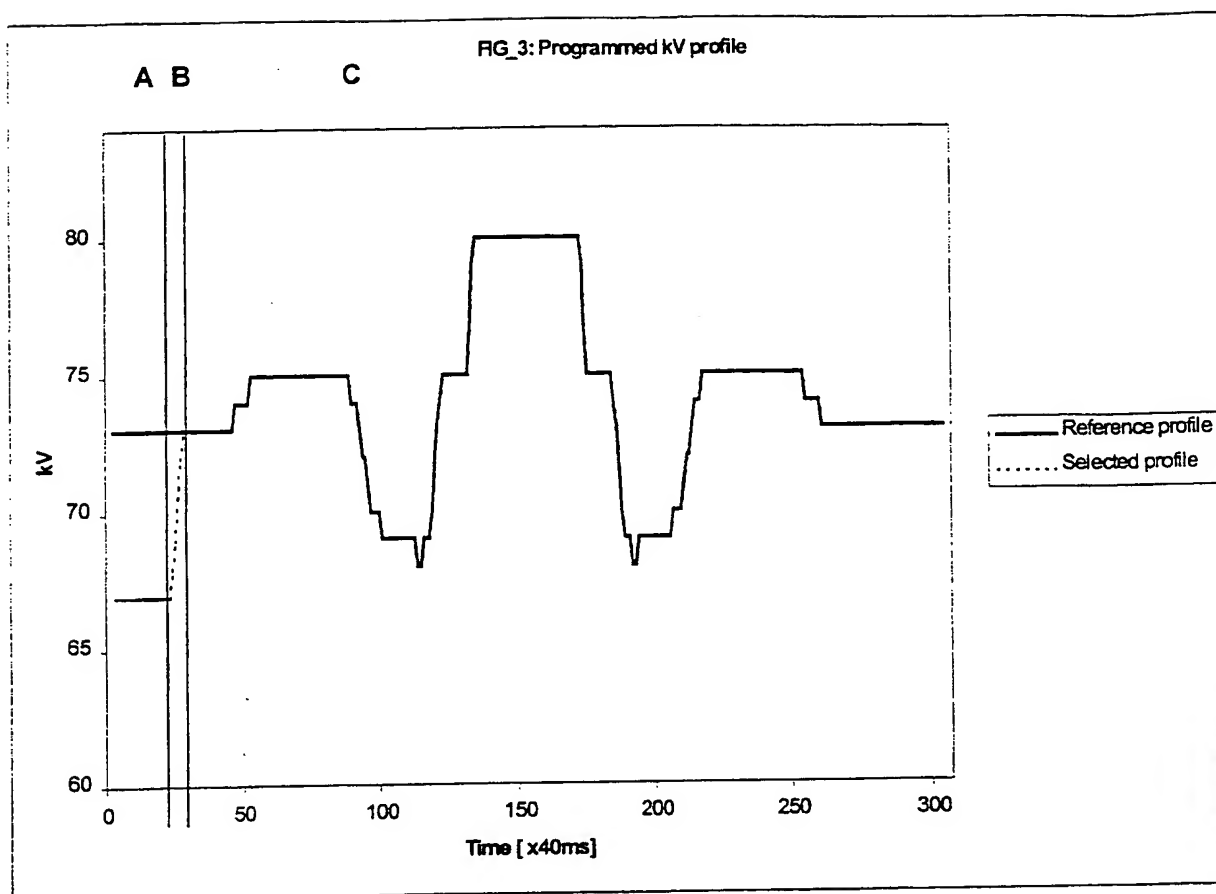 FIG_3: Programmed kV profile
A B C
80
75
70
65
60
kV
0 50 100 150 200 250 300
Time [ x40ms]
Reference profile
Selected profile